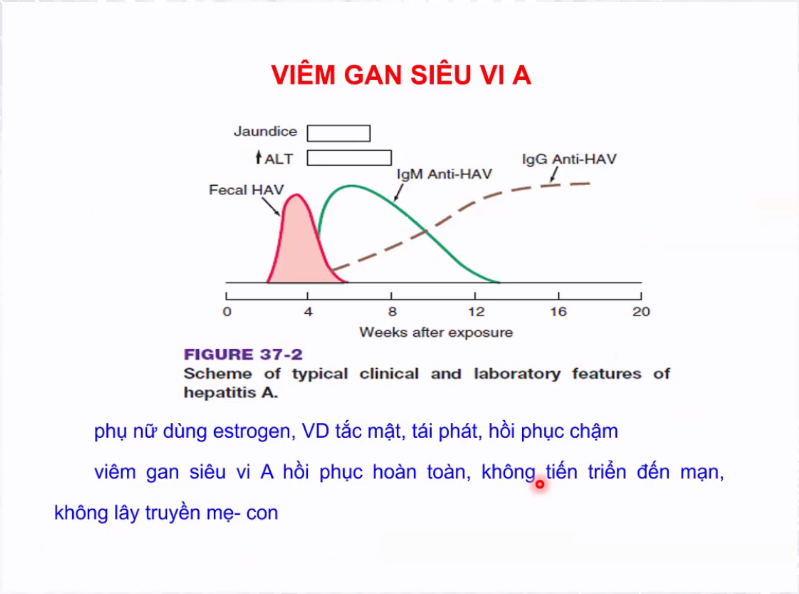 VIÊM GAN SIÊU VI A
Jaundice
ALT
IgM Anti-HAV
IgG Anti-HAV
Fecal HAV
0 4 8 12 16 20
Weeks after exposure
FIGURE 37-2
Scheme of typical clinical and laboratory features of
hepatitis A.
phụ nữ dùng estrogen, VD tắc mật, tái phát, hồi phục chậm
viêm gan siêu vi A hồi phục hoàn toàn, không tiến triển đến mạn,
không lây truyền mẹ- con